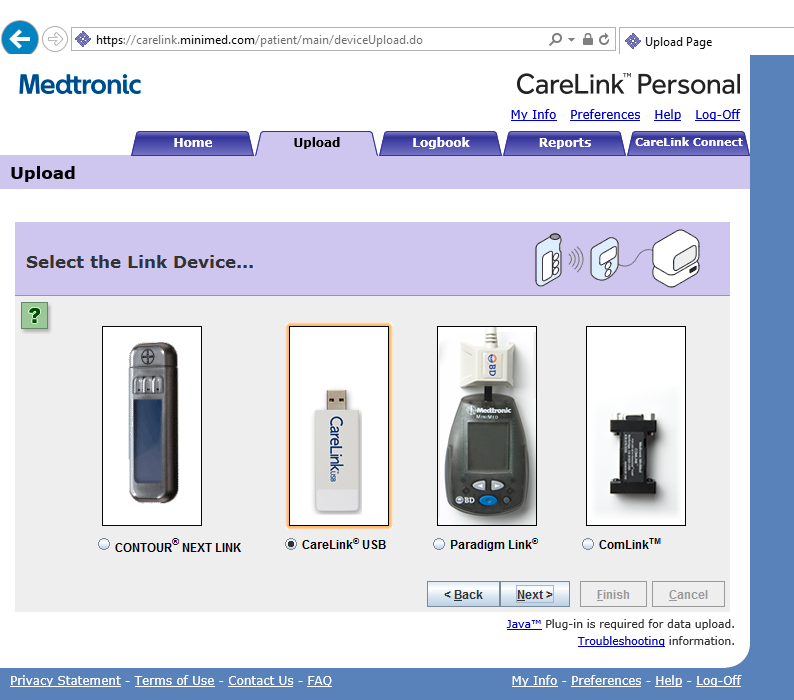 https://carelink.minimed.com/patient/main/deviceUpload.do
Upload Page
Medtronic
CareLink™ Personal
My Info Preferences Help Log-Off
Home Upload Logbook Reports CareLink Connect
Upload
Select the Link Device...
?
CareLink USB
BD
Medtronic
MINIMED
BD
CONTOUR® NEXT LINK
CareLink® USB
Paradigm Link®
ComLink™
< Back Next > Finish Cancel
Java™ Plug-in is required for data upload.
Troubleshooting information.
Privacy Statement - Terms of Use - Contact Us - FAQ
My Info - Preferences - Help - Log-Off